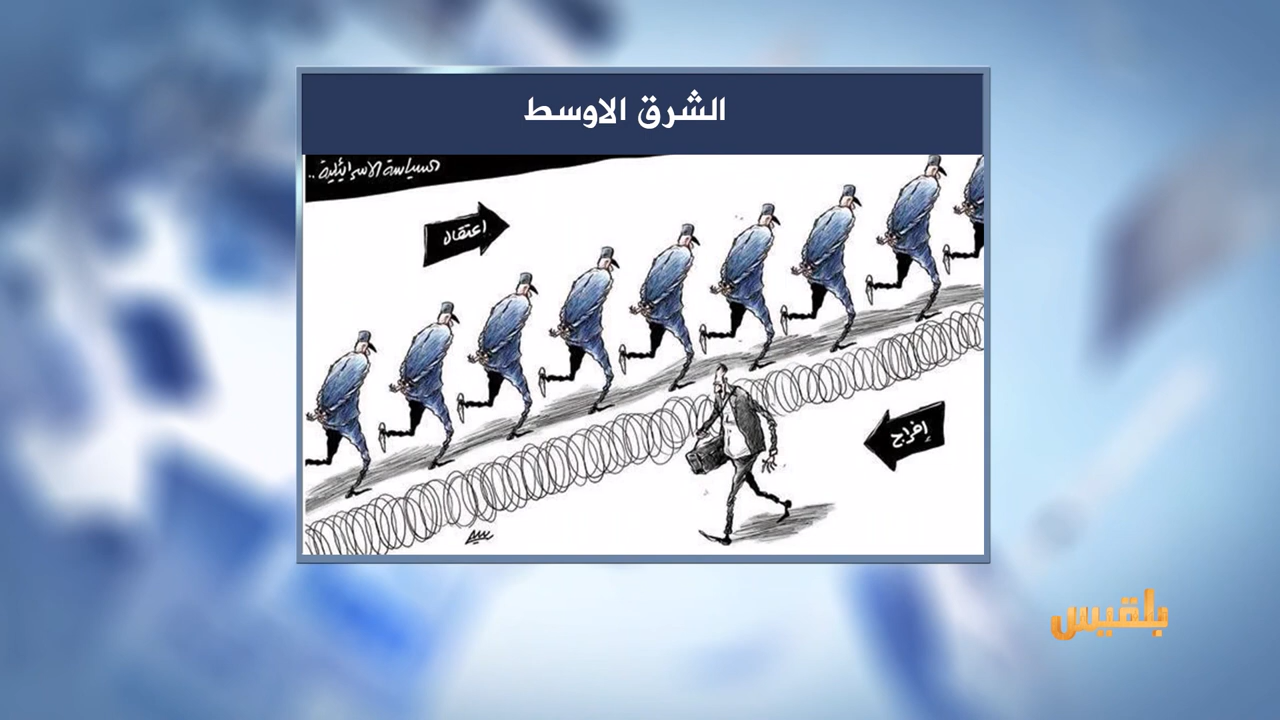 الشرق الاوسط
السياسة الاسرائيلية..
اعتقال
إفراج
بلقيس